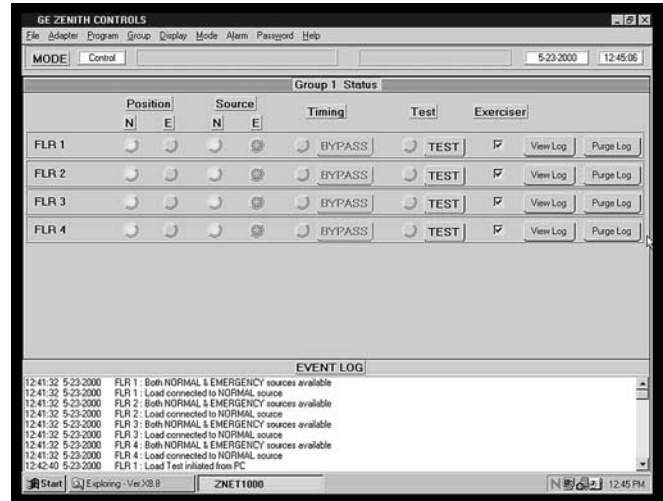 GE ZENITH CONTROLS
File Adapter Program Group Display Mode Alarm Password Help
MODE Control 5-23-2000 12:45:06
Group 1 Status
Position Source Timing Test Exerciser
N E N E
FLR 1 BYPASS TEST View Log Purge Log
FLR 2 BYPASS TEST View Log Purge Log
FLR 3 BYPASS TEST View Log Purge Log
FLR 4 BYPASS TEST View Log Purge Log
EVENT LOG
12:41:32 5-23-2000 FLR 1 : Both NORMAL & EMERGENCY sources available
12:41:32 5-23-2000 FLR 1 : Load connected to NORMAL source
12:41:32 5-23-2000 FLR 2 : Both NORMAL & EMERGENCY sources available
12:41:32 5-23-2000 FLR 2 : Load connected to NORMAL source
12:41:32 5-23-2000 FLR 3 : Both NORMAL & EMERGENCY sources available
12:41:32 5-23-2000 FLR 3 : Load connected to NORMAL source
12:41:32 5-23-2000 FLR 4 : Both NORMAL & EMERGENCY sources available
12:41:32 5-23-2000 FLR 4 : Load connected to NORMAL source
12:42:40 5-23-2000 FLR 1 : Load Test initiated from PC
Start Exploring - Ver.X8.8 ZNET1000 N 12:45 PM